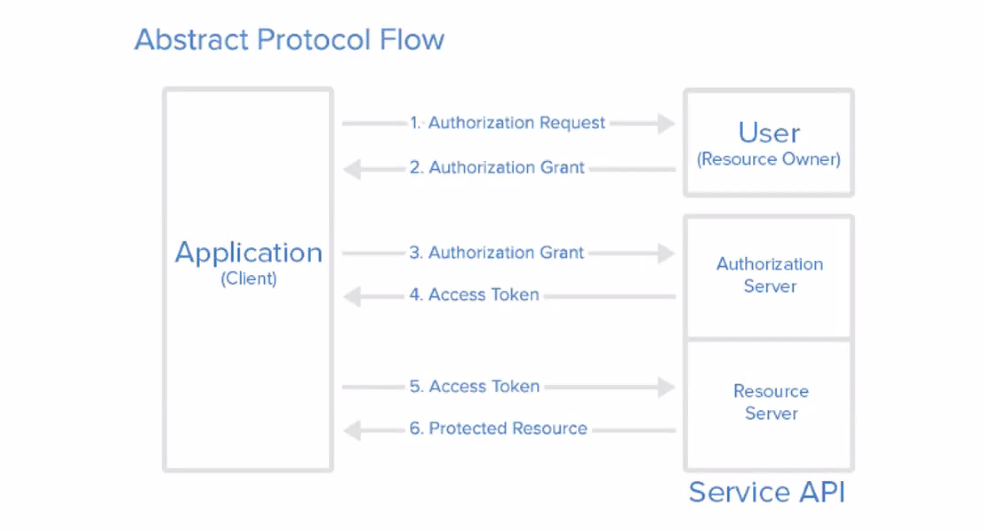 Abstract Protocol Flow
1. Authorization Request
User
(Resource Owner)
2. Authorization Grant
Application
(Client)
3. Authorization Grant
Authorization
Server
4. Access Token
5. Access Token
Resource
Server
6. Protected Resource
Service API